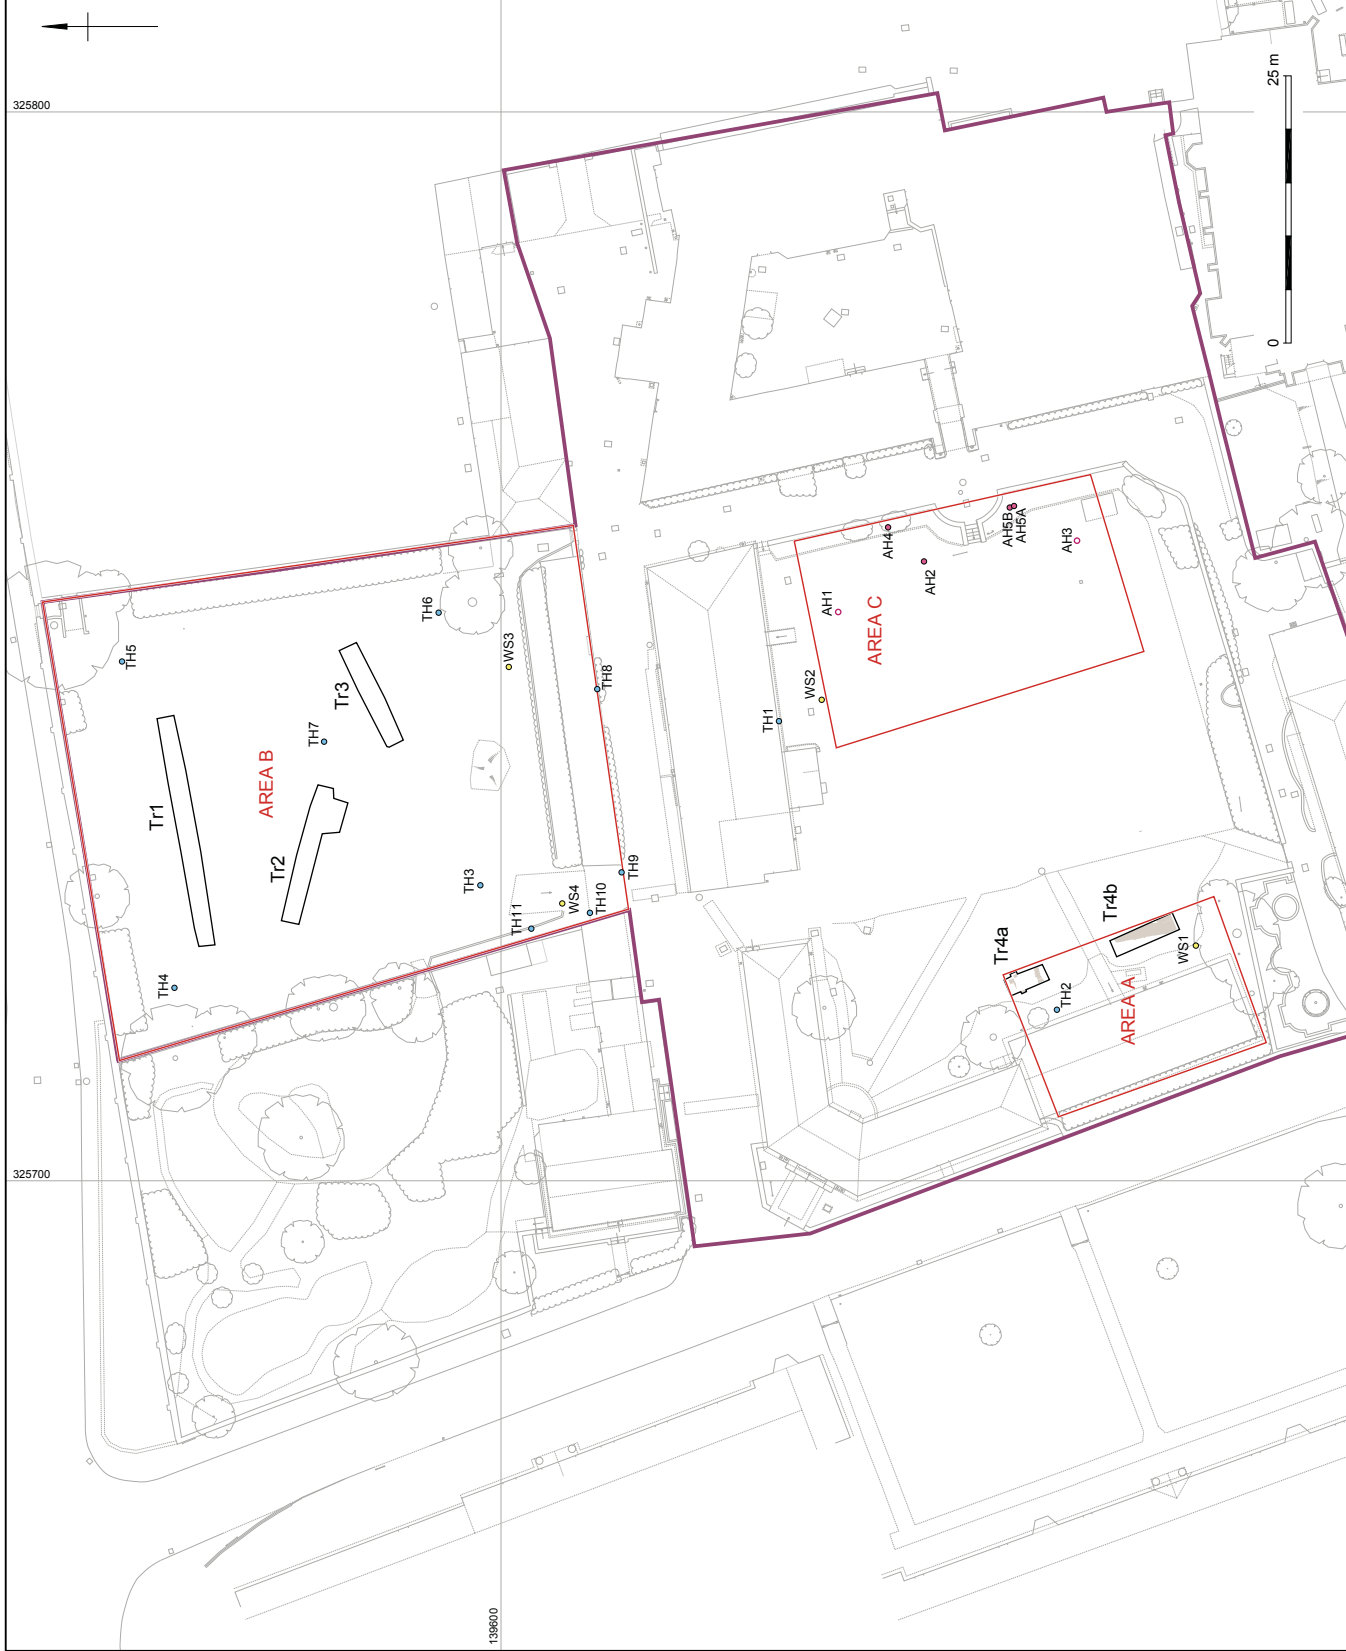 325800
25 m
0
TH5
TH6
Tr3
WS3
TH7
TH8
Tr1
AREA B
Tr2
TH3
WS4
TH9
TH10
TH11
TH4
AH5B
AH5A
AH4
AH3
AH2
AH1
AREA C
WS2
TH1
Tr4b
Tr4a
WS1
TH2
AREA A
325700
139600